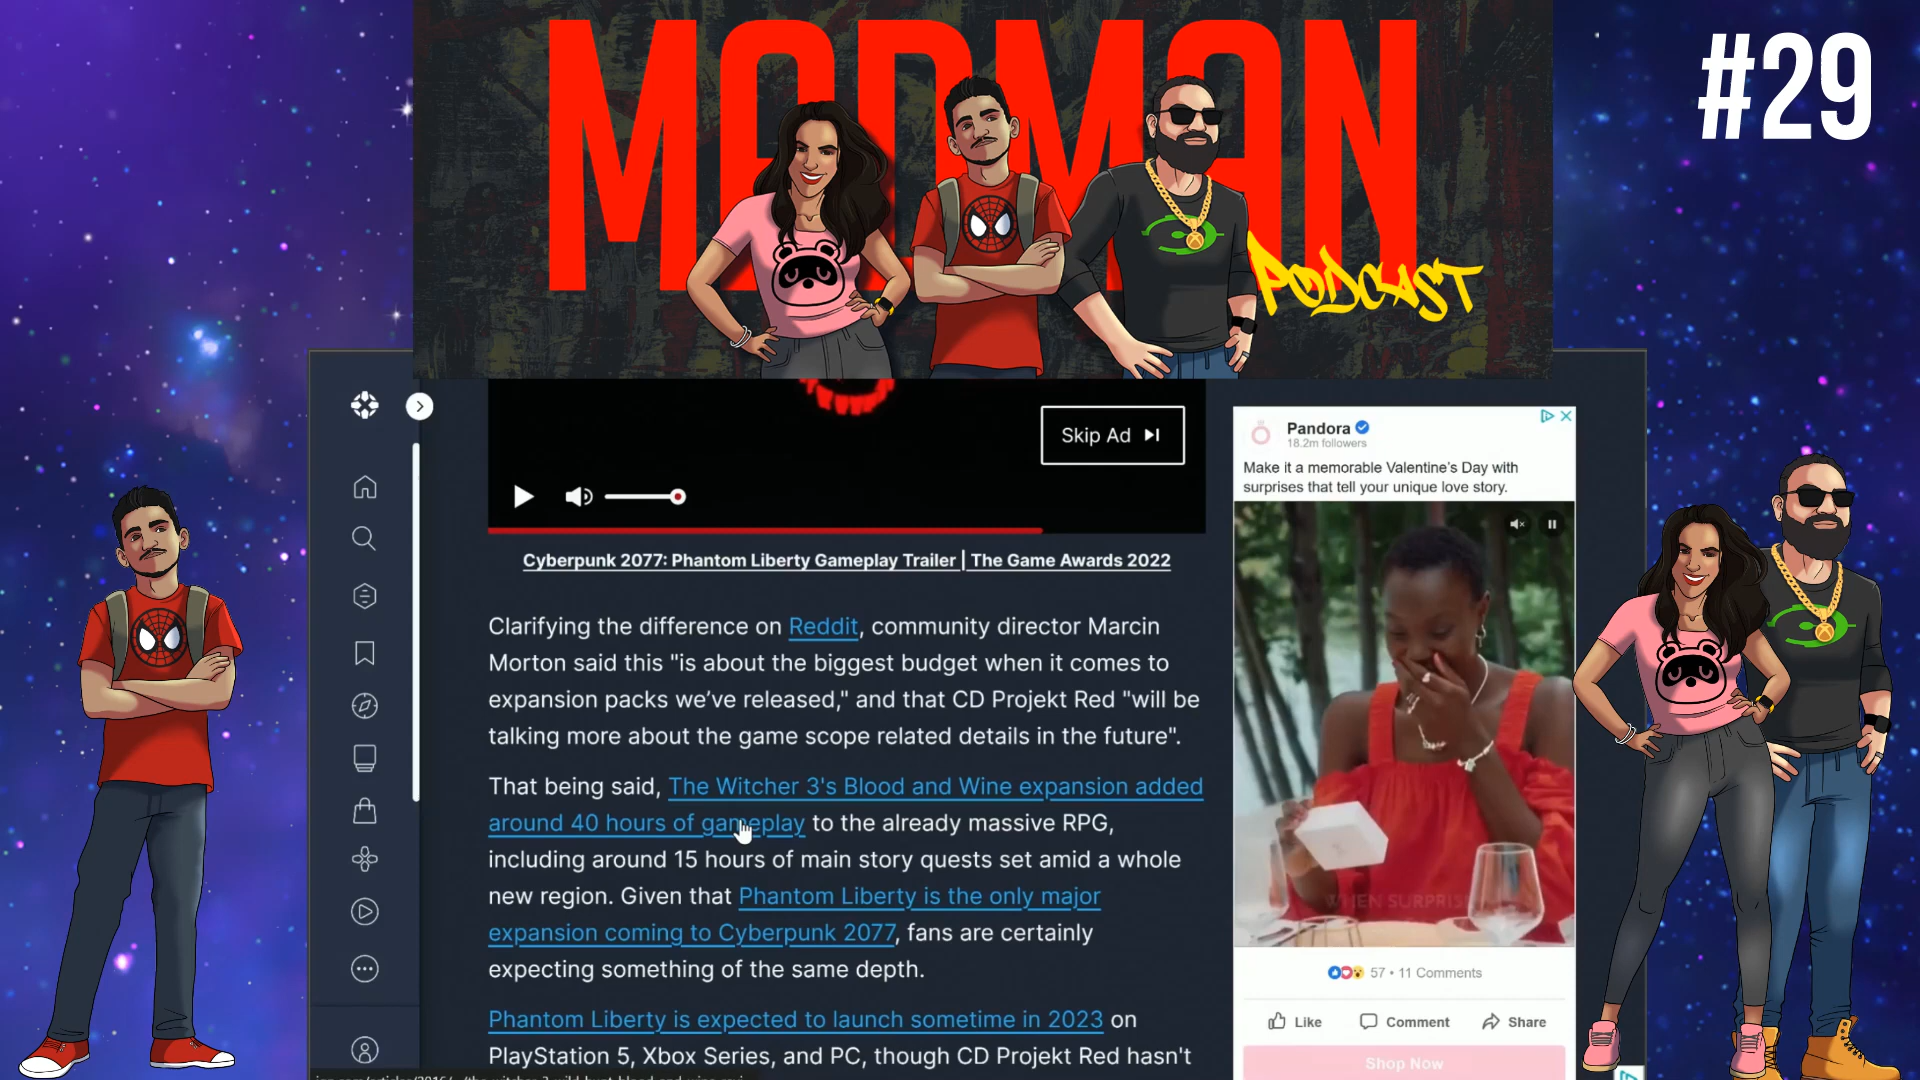 MADMAN
PODCAST
#29
Skip Ad
Cyberpunk 2077: Phantom Liberty Gameplay Trailer | The Game Awards 2022
Clarifying the difference on Reddit, community director Marcin
Morton said this "is about the biggest budget when it comes to
expansion packs we’ve released," and that CD Projekt Red "will be
talking more about the game scope related details in the future".
That being said, The Witcher 3's Blood and Wine expansion added
around 40 hours of gameplay to the already massive RPG,
including around 15 hours of main story quests set amid a whole
new region. Given that Phantom Liberty is the only major
expansion coming to Cyberpunk 2077, fans are certainly
expecting something of the same depth.
Phantom Liberty is expected to launch sometime in 2023 on
PlayStation 5, Xbox Series, and PC, though CD Projekt Red hasn't
Pandora
18.2m followers
Make it a memorable Valentine’s Day with
surprises that tell your unique love story.
WHEN SURPRIS
57 • 11 Comments
Like Comment Share
Shop Now